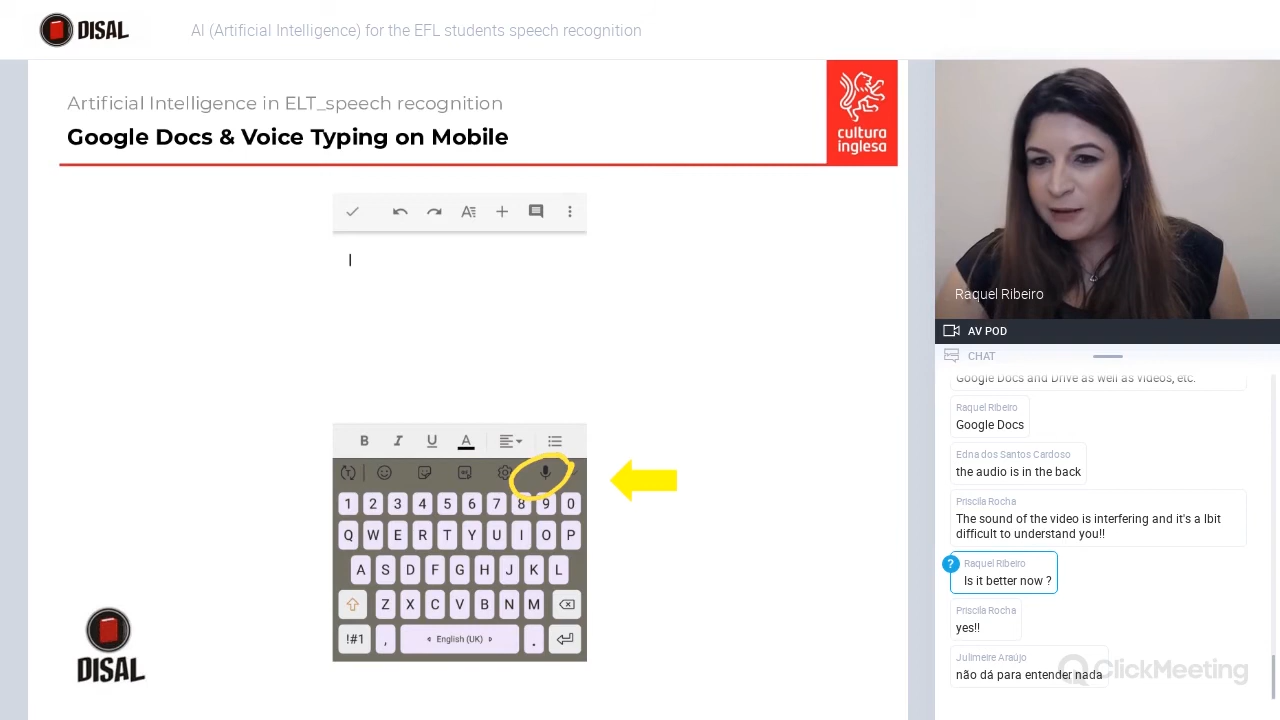 DISAL
AI (Artificial Intelligence) for the EFL students speech recognition
Artificial Intelligence in ELT_speech recognition
Google Docs & Voice Typing on Mobile
cultura
inglesa
B I U A
1 2 3 4 5 6 7 8 9 0
Q W E R T Y U I O P
A S D F G H J K L
Z X C V B N M
!#1 , English (UK) .
DISAL
Raquel Ribeiro
AV POD
CHAT
Google Docs and Drive as well as videos, etc.
Raquel Ribeiro
Google Docs
Edna dos Santos Cardoso
the audio is in the back
Priscila Rocha
The sound of the video is interfering and it's a lbit
difficult to understand you!!
? Raquel Ribeiro
Is it better now ?
Priscila Rocha
yes!!
Julimeire Araújo
não dá para entender nada
ClickMeeting